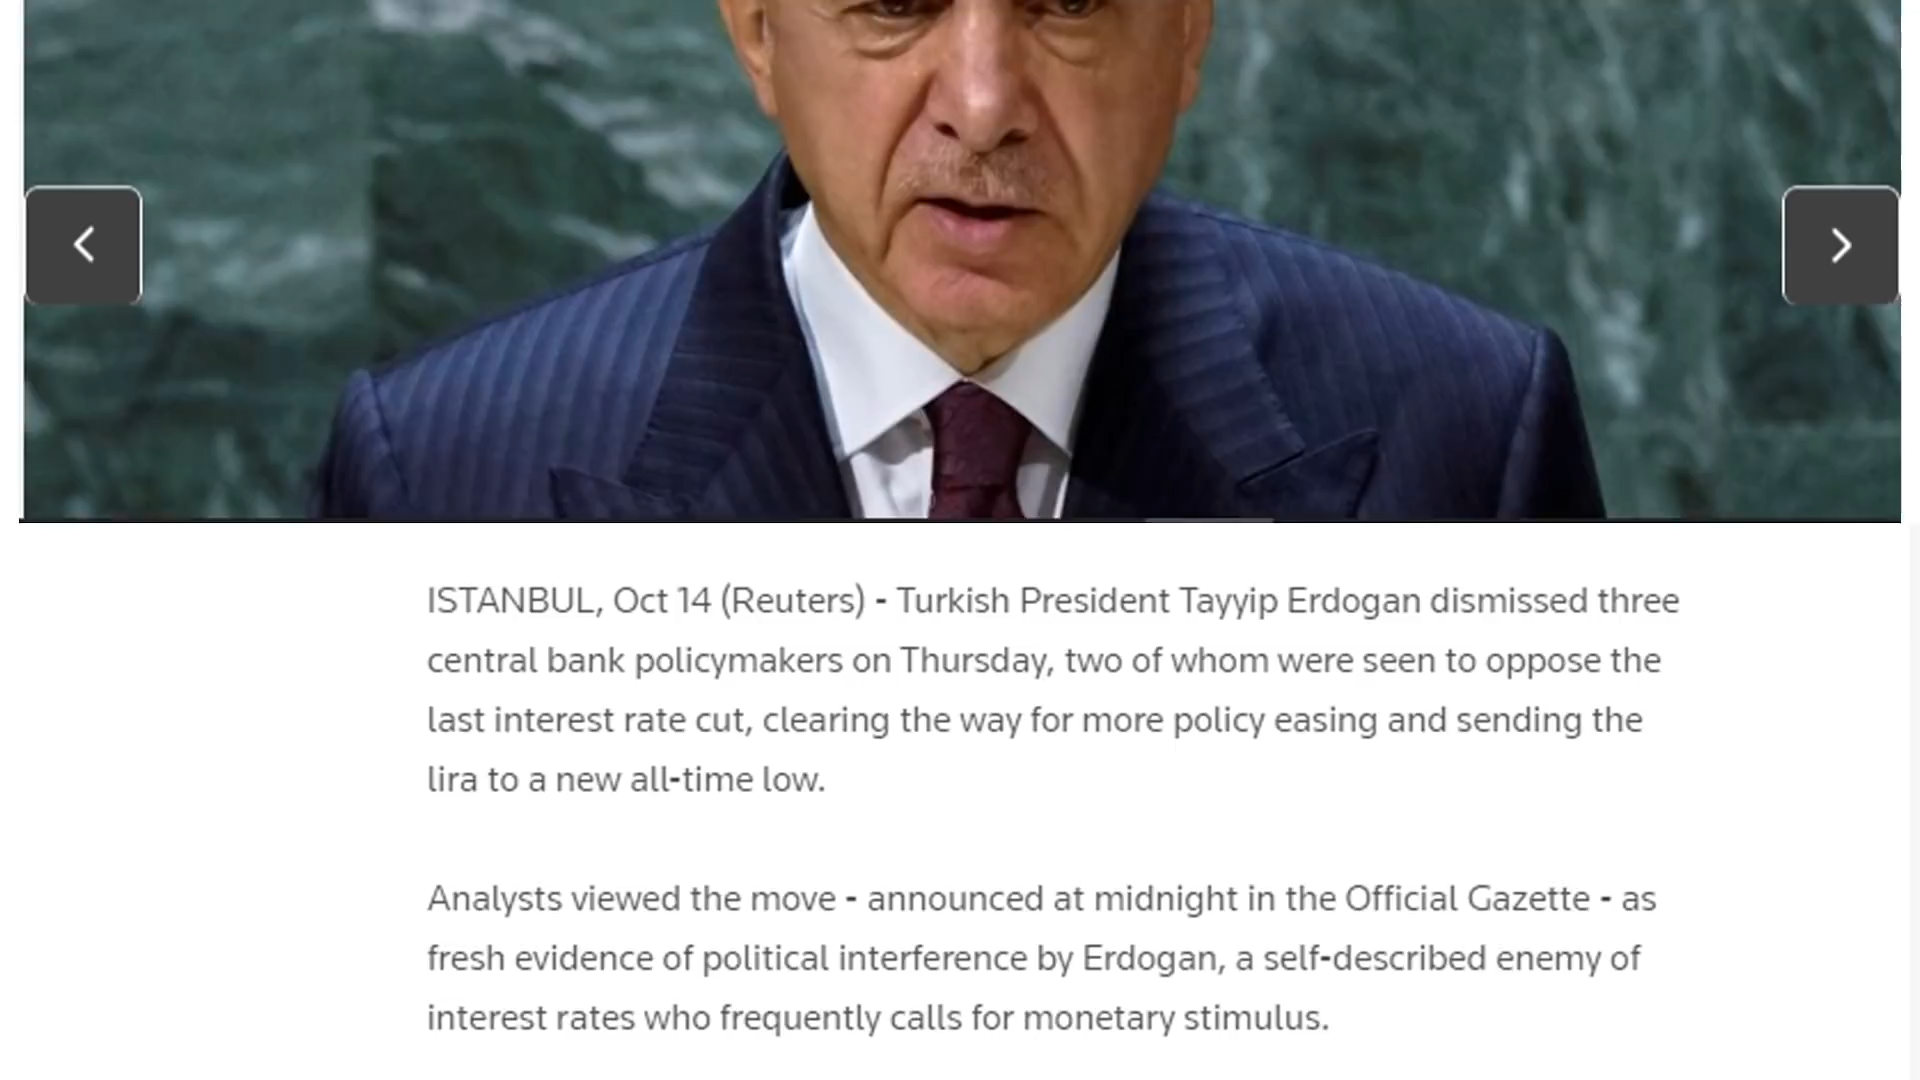 ISTANBUL, Oct 14 (Reuters) - Turkish President Tayyip Erdogan dismissed three
central bank policymakers on Thursday, two of whom were seen to oppose the
last interest rate cut, clearing the way for more policy easing and sending the
lira to a new all-time low.
Analysts viewed the move - announced at midnight in the Official Gazette - as
fresh evidence of political interference by Erdogan, a self-described enemy of
interest rates who frequently calls for monetary stimulus.